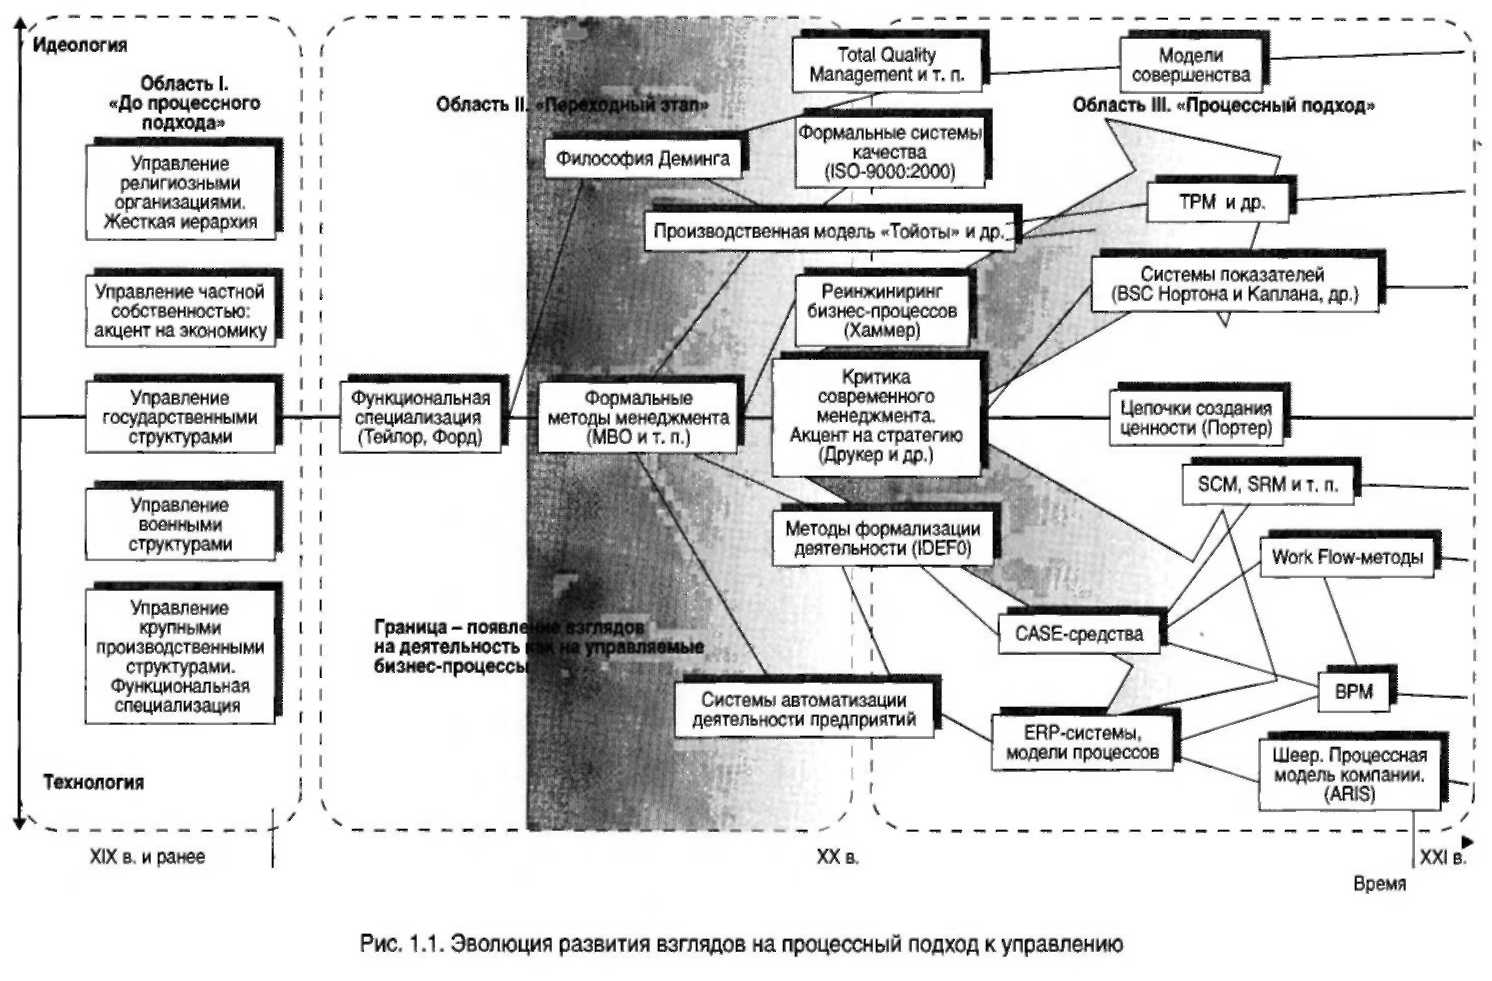 Идеология
Область I.
«До процессного
подхода»
Управление
религиозными
организациями.
Жесткая иерархия
Управление частной
собственностью:
акцент на экономику
Управление
государственными
структурами
Управление
военными
структурами
Управление
крупными
производственными
структурами.
Функциональная
специализация
Технология
Область II. «Переходный этап»
Функциональная
специализация
(Тейлор, Форд)
Философия Деминга
Total Quality
Management и т. п.
Формальные системы
качества
(ISO-9000:2000)
Производственная модель «Тойоты» и др.
Реинжиниринг
бизнес-процессов
(Хаммер)
Формальные
методы менеджмента
(МВО и т. п.)
Критика
современного
менеджмента.
Акцент на стратегию
(Друкер и др.)
Методы формализации
деятельности (IDEF0)
Граница – появление взглядов
на деятельность как на управляемые
бизнес-процессы
Системы автоматизации
деятельности предприятий
Область III. «Процессный подход»
Модели
совершенства
ТРМ и др.
Системы показателей
(BSC Нортона и Каплана, др.)
Цепочки создания
ценности (Портер)
SCM, SRM и т. п.
Work Flow-методы
CASE-средства
BPM
ERP-системы,
модели процессов
Шеер. Процессная
модель компании.
(ARIS)
XIX в. и ранее
XX в.
XXI в.
Время
Рис. 1.1. Эволюция развития взглядов на процессный подход к управлению